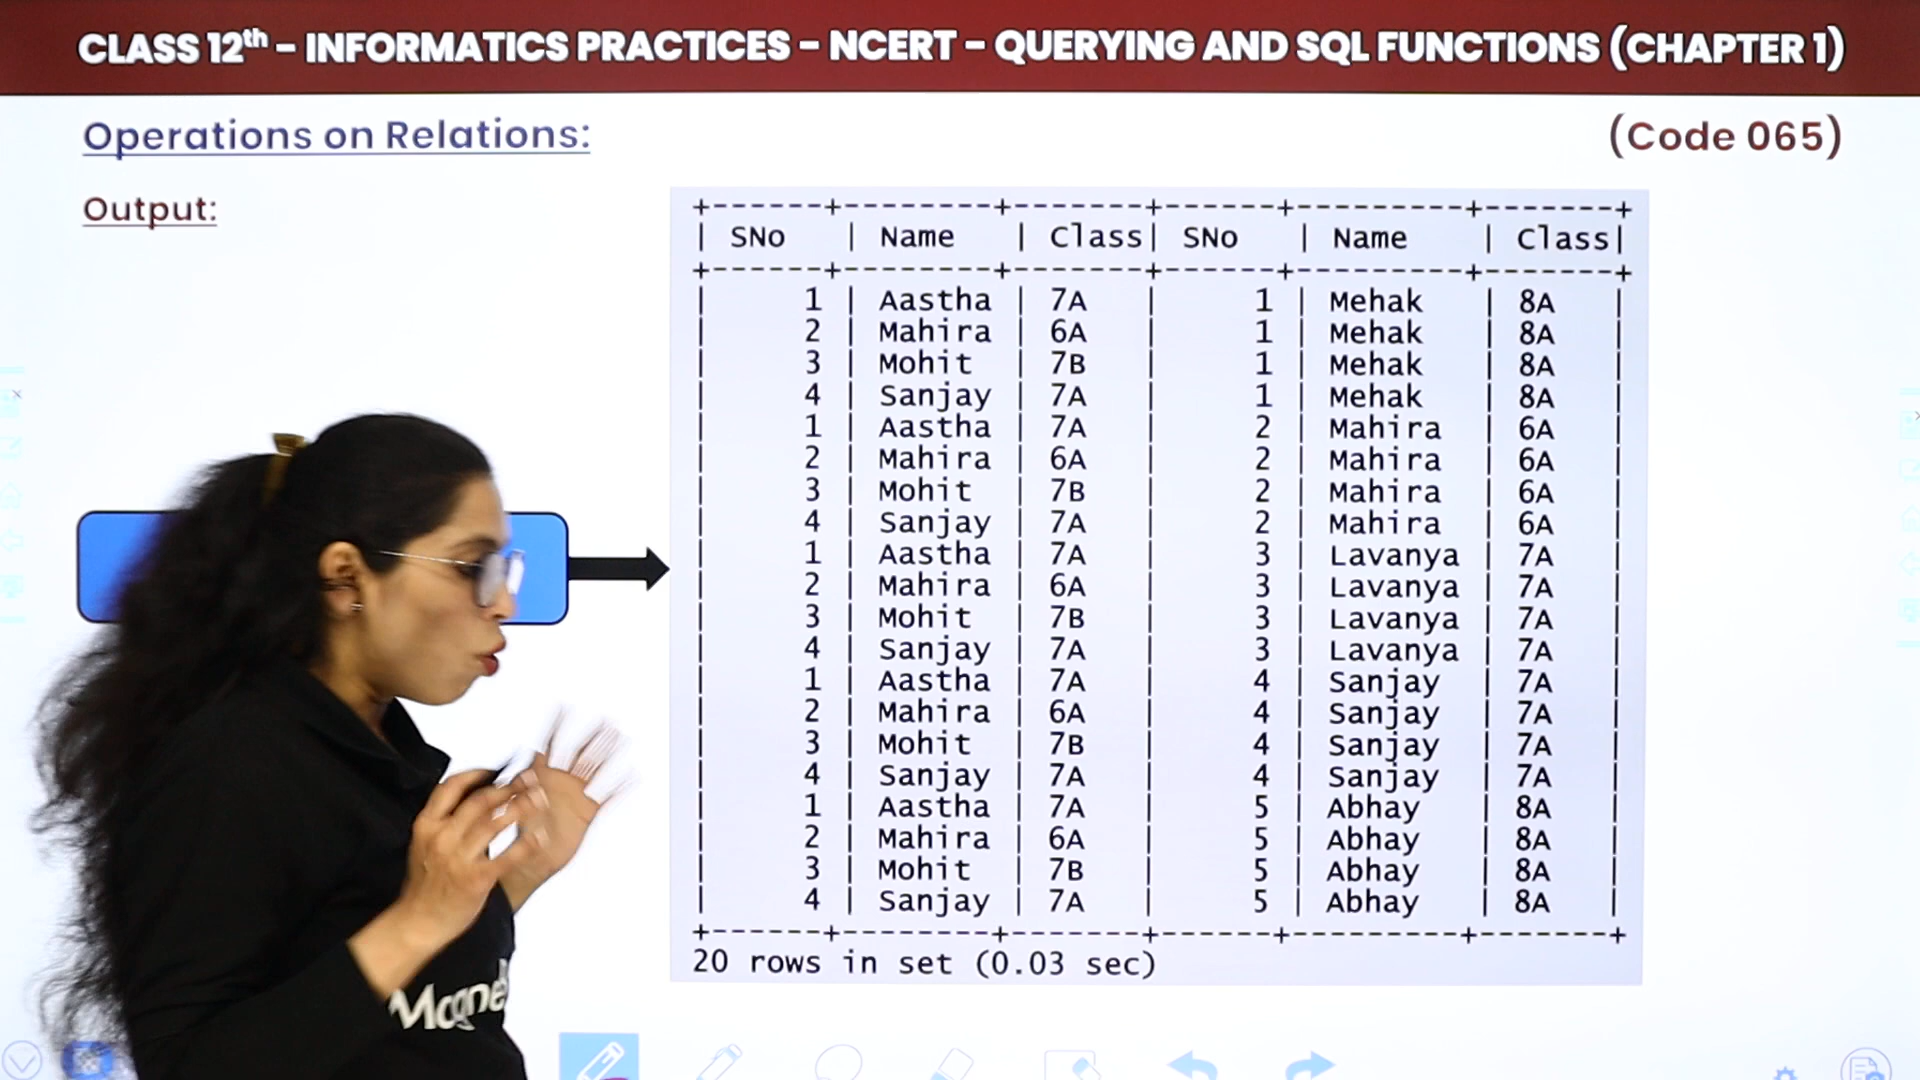 CLASS 12th – INFORMATICS PRACTICES – NCERT – QUERYING AND SQL FUNCTIONS (CHAPTER 1)
Operations on Relations:
(Code 065)
Output:
+-------+---------+-------+-------+---------+-------+
| SNo | Name | Class| SNo | Name | Class|
+-------+---------+-------+-------+---------+-------+
| 1 | Aastha | 7A | 1 | Mehak | 8A |
| 2 | Mahira | 6A | 1 | Mehak | 8A |
| 3 | Mohit | 7B | 1 | Mehak | 8A |
| 4 | Sanjay | 7A | 1 | Mehak | 8A |
| 1 | Aastha | 7A | 2 | Mahira | 6A |
| 2 | Mahira | 6A | 2 | Mahira | 6A |
| 3 | Mohit | 7B | 2 | Mahira | 6A |
| 4 | Sanjay | 7A | 2 | Mahira | 6A |
| 1 | Aastha | 7A | 3 | Lavanya | 7A |
| 2 | Mahira | 6A | 3 | Lavanya | 7A |
| 3 | Mohit | 7B | 3 | Lavanya | 7A |
| 4 | Sanjay | 7A | 3 | Lavanya | 7A |
| 1 | Aastha | 7A | 4 | Sanjay | 7A |
| 2 | Mahira | 6A | 4 | Sanjay | 7A |
| 3 | Mohit | 7B | 4 | Sanjay | 7A |
| 4 | Sanjay | 7A | 4 | Sanjay | 7A |
| 1 | Aastha | 7A | 5 | Abhay | 8A |
| 2 | Mahira | 6A | 5 | Abhay | 8A |
| 3 | Mohit | 7B | 5 | Abhay | 8A |
| 4 | Sanjay | 7A | 5 | Abhay | 8A |
+-------+---------+-------+-------+---------+-------+
20 rows in set (0.03 sec)